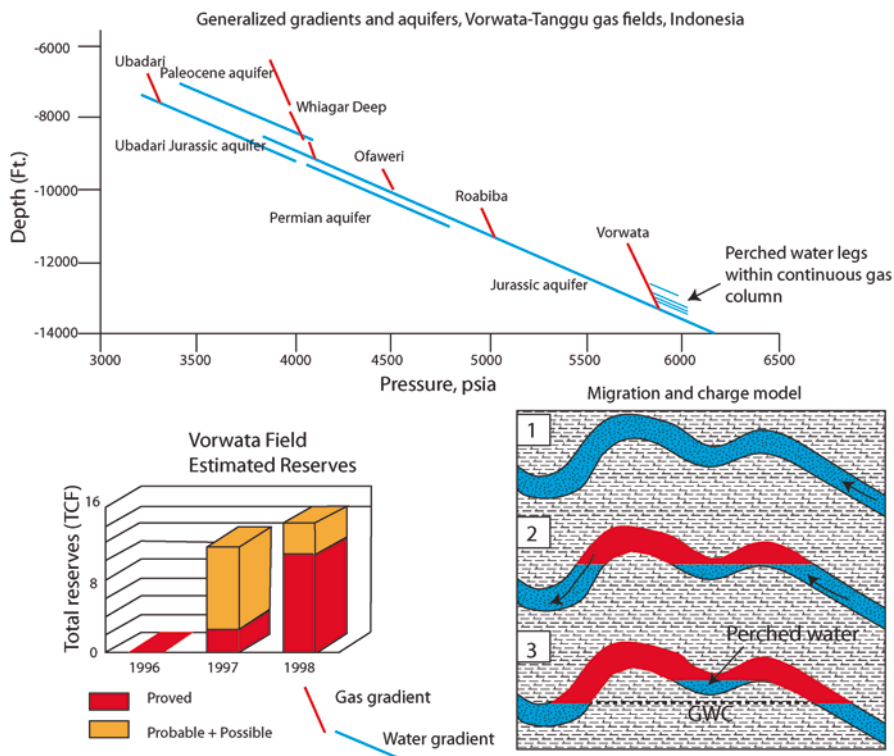 Generalized gradients and aquifers, Vorwata-Tanggu gas fields, Indonesia
-6000
-8000
-10000
-12000
-14000
Depth (Ft.)
Ubadari
Paleocene aquifer
Whiagar Deep
Ubadari Jurassic aquifer
Ofaweri
Permian aquifer
Roabiba
Vorwata
Jurassic aquifer
Perched water legs
within continuous gas
column
3000
3500
4000
4500
5000
5500
6000
6500
Pressure, psia
Vorwata Field
Estimated Reserves
Total reserves (TCF)
16
8
0
1996
1997
1998
Proved
Probable + Possible
Gas gradient
Water gradient
Migration and charge model
1
2
3
Perched water
GWC